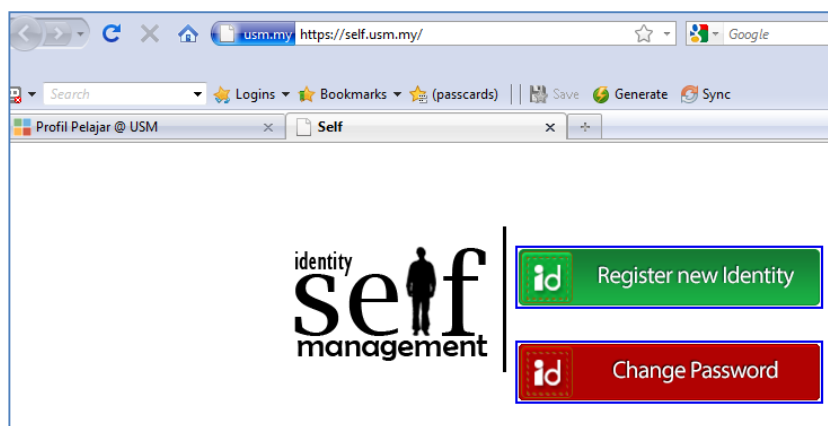 usm.my https://self.usm.my/ Google
Search Logins Bookmarks (passcards) Save Generate Sync
Profil Pelajar @ USM Self
identity
self
management
id Register new Identity
id Change Password